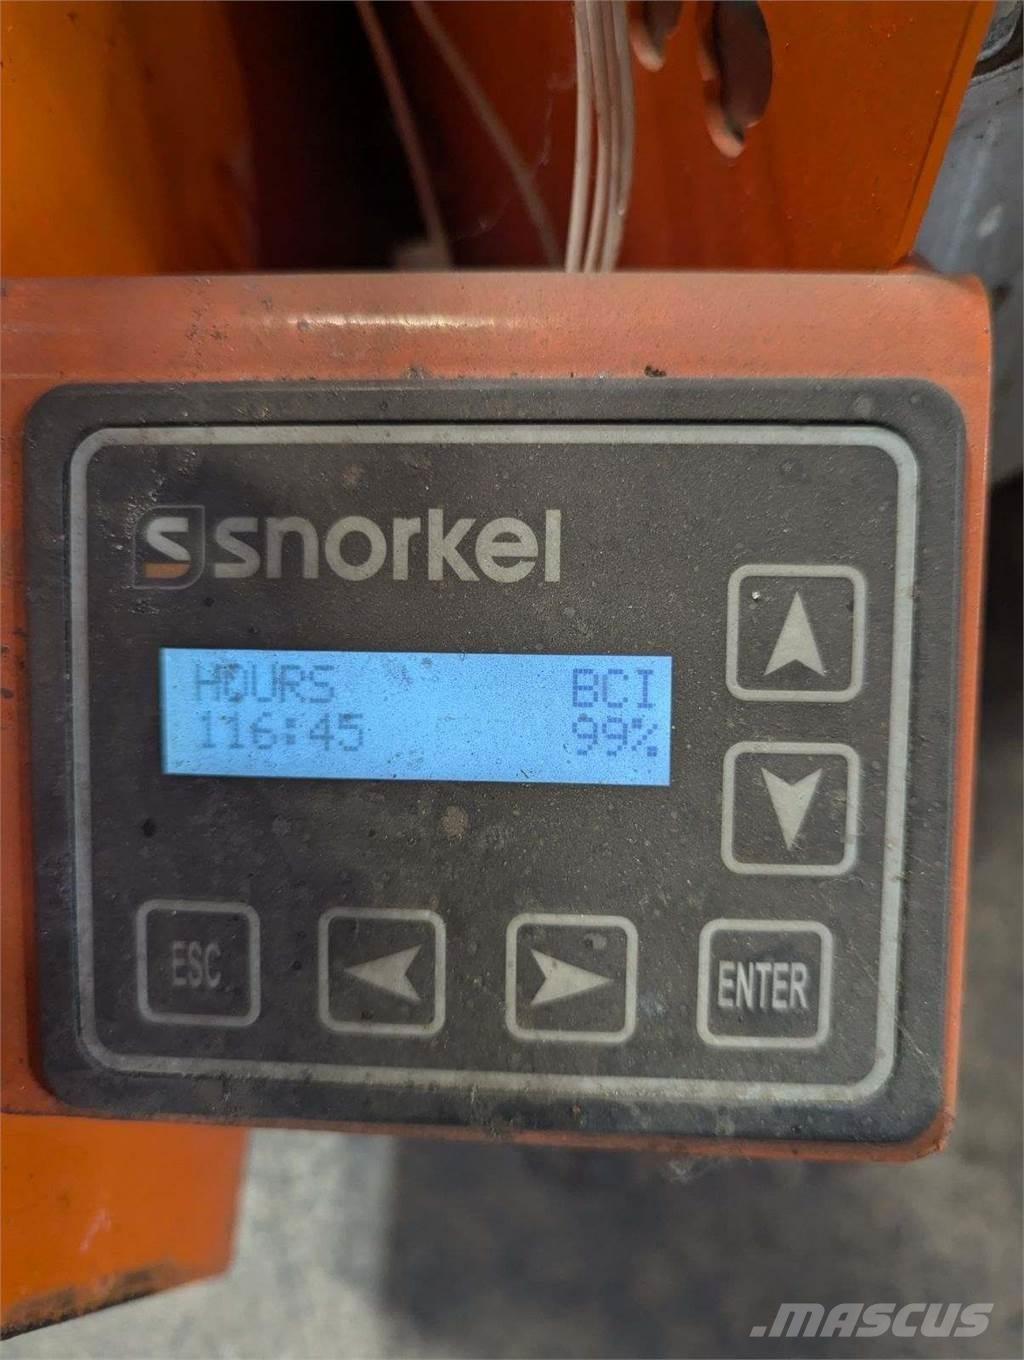 S snorkel
HOURS BCI
116:45 99%
ESC ENTER
.MASCUS